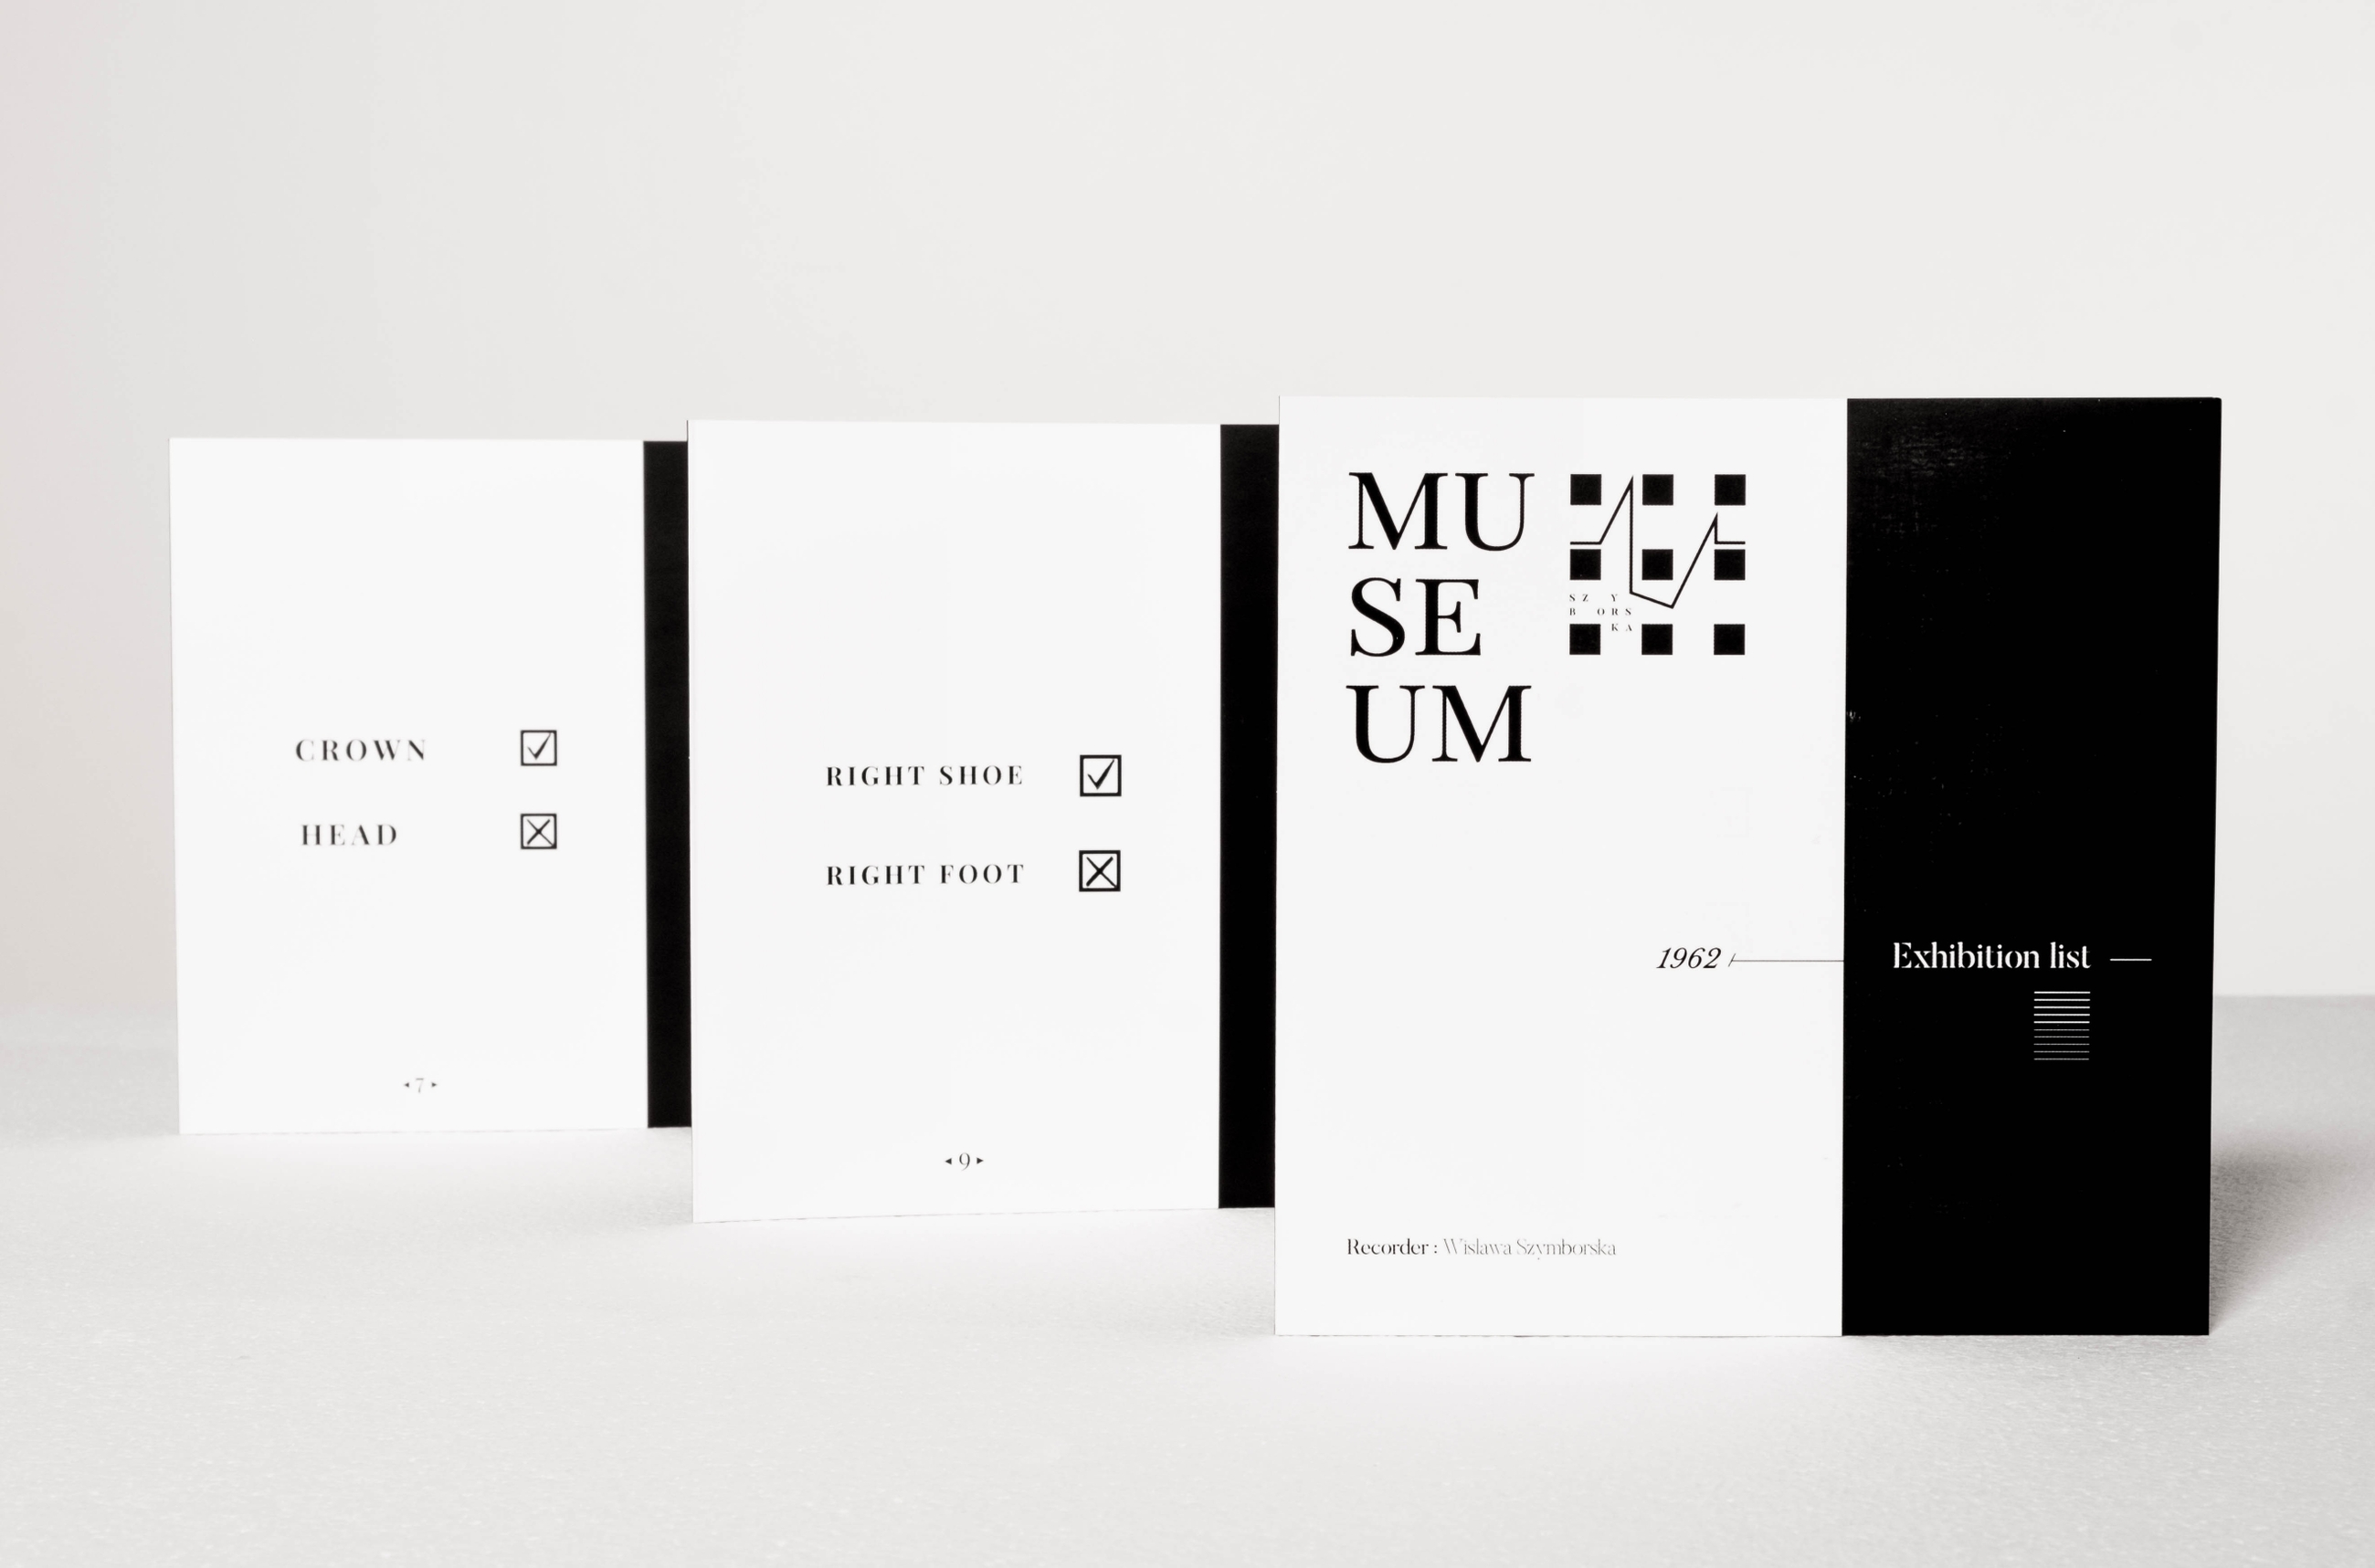 CROWN
HEAD
7
RIGHT SHOE
RIGHT FOOT
9
MU
SE
UM
SZ Y
B ORS
KA
1962
Exhibition list
Recorder : Wislawa Szymborska